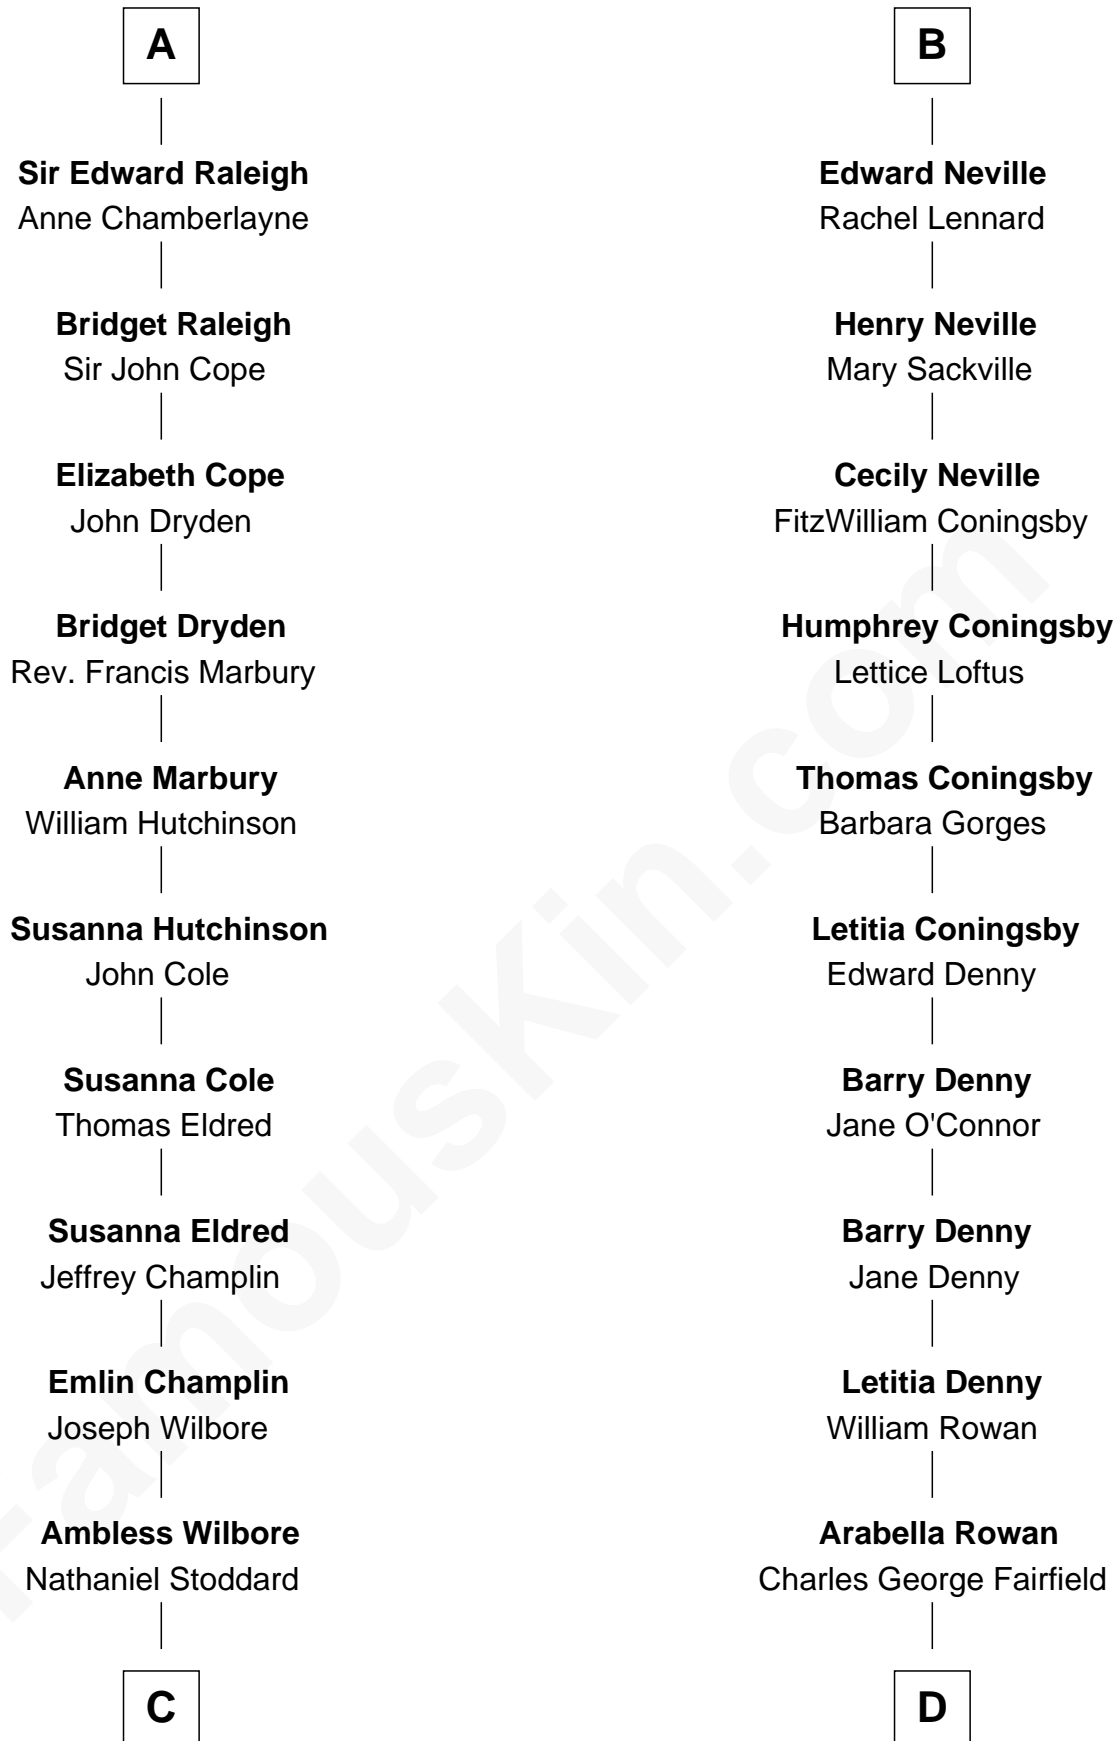 A
Sir Edward Raleigh
Anne Chamberlayne
Bridget Raleigh
Sir John Cope
Elizabeth Cope
John Dryden
Bridget Dryden
Rev. Francis Marbury
Anne Marbury
William Hutchinson
Susanna Hutchinson
John Cole
Susanna Cole
Thomas Eldred
Susanna Eldred
Jeffrey Champlin
Emlin Champlin
Joseph Wilbore
Ambless Wilbore
Nathaniel Stoddard
C
B
Edward Neville
Rachel Lennard
Henry Neville
Mary Sackville
Cecily Neville
FitzWilliam Coningsby
Humphrey Coningsby
Lettice Loftus
Thomas Coningsby
Barbara Gorges
Letitia Coningsby
Edward Denny
Barry Denny
Jane O'Connor
Barry Denny
Jane Denny
Letitia Denny
William Rowan
Arabella Rowan
Charles George Fairfield
D
FamousKin.com